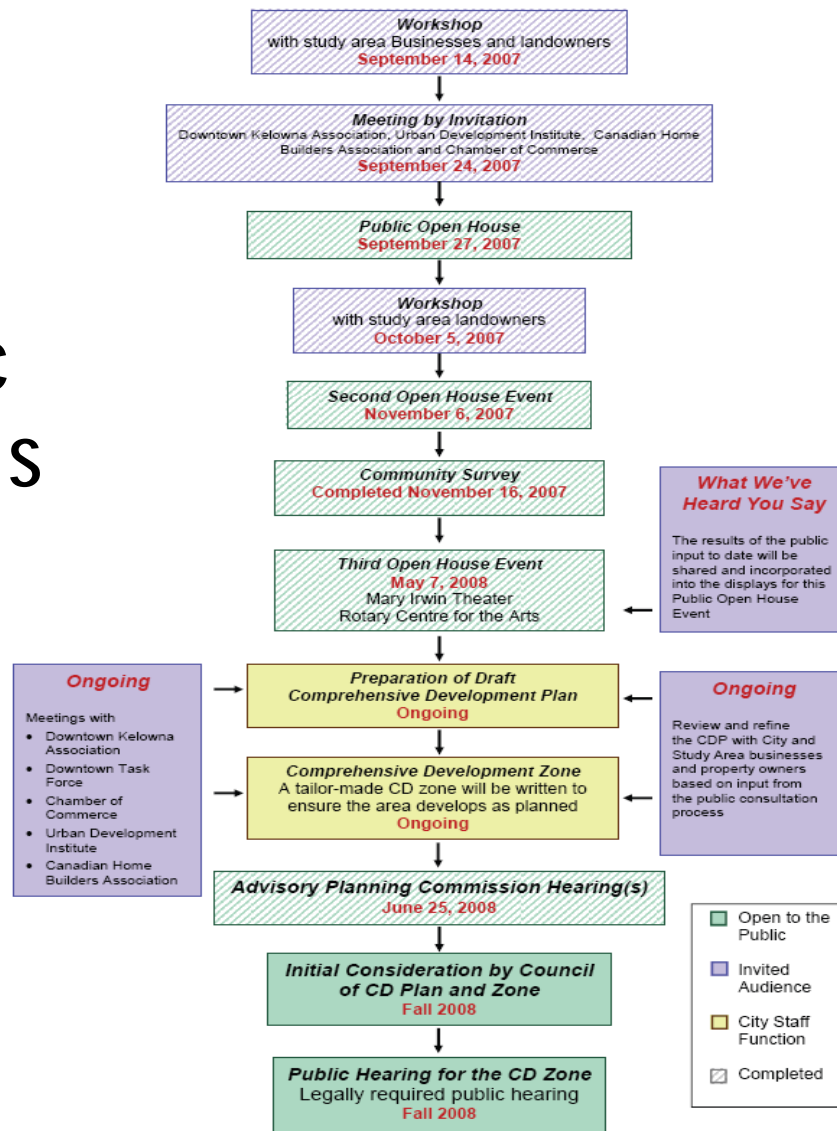 Workshop
with study area Businesses and landowners
September 14, 2007
Meeting by Invitation
Downtown Kelowna Association, Urban Development Institute, Canadian Home
Builders Association and Chamber of Commerce
September 24, 2007
Public Open House
September 27, 2007
Workshop
with study area landowners
October 5, 2007
c
s
Second Open House Event
November 6, 2007
Community Survey
Completed November 16, 2007
What We've
Heard You Say
The results of the public
input to date will be
shared and incorporated
into the displays for this
Public Open House
Event
Third Open House Event
May 7, 2008
Mary Irwin Theater
Rotary Centre for the Arts
Ongoing
Meetings with
• Downtown Kelowna
Association
• Downtown Task
Force
• Chamber of
Commerce
• Urban Development
Institute
• Canadian Home
Builders Association
Preparation of Draft
Comprehensive Development Plan
Ongoing
Comprehensive Development Zone
A tailor-made CD zone will be written to
ensure the area develops as planned
Ongoing
Ongoing
Review and refine
the CDP with City and
Study Area businesses
and property owners
based on input from
the public consultation
process
Advisory Planning Commission Hearing(s)
June 25, 2008
Initial Consideration by Council
of CD Plan and Zone
Fall 2008
Public Hearing for the CD Zone
Legally required public hearing
Fall 2008
Open to the
Public
Invited
Audience
City Staff
Function
Completed